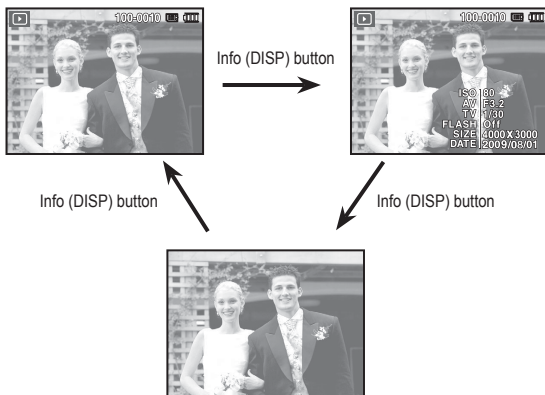 100-0010
100-0010
Info (DISP) button
ISO 80
AV F3.2
TV 1/30
FLASH Off
SIZE 4000X3000
DATE 2009/08/01
Info (DISP) button
Info (DISP) button